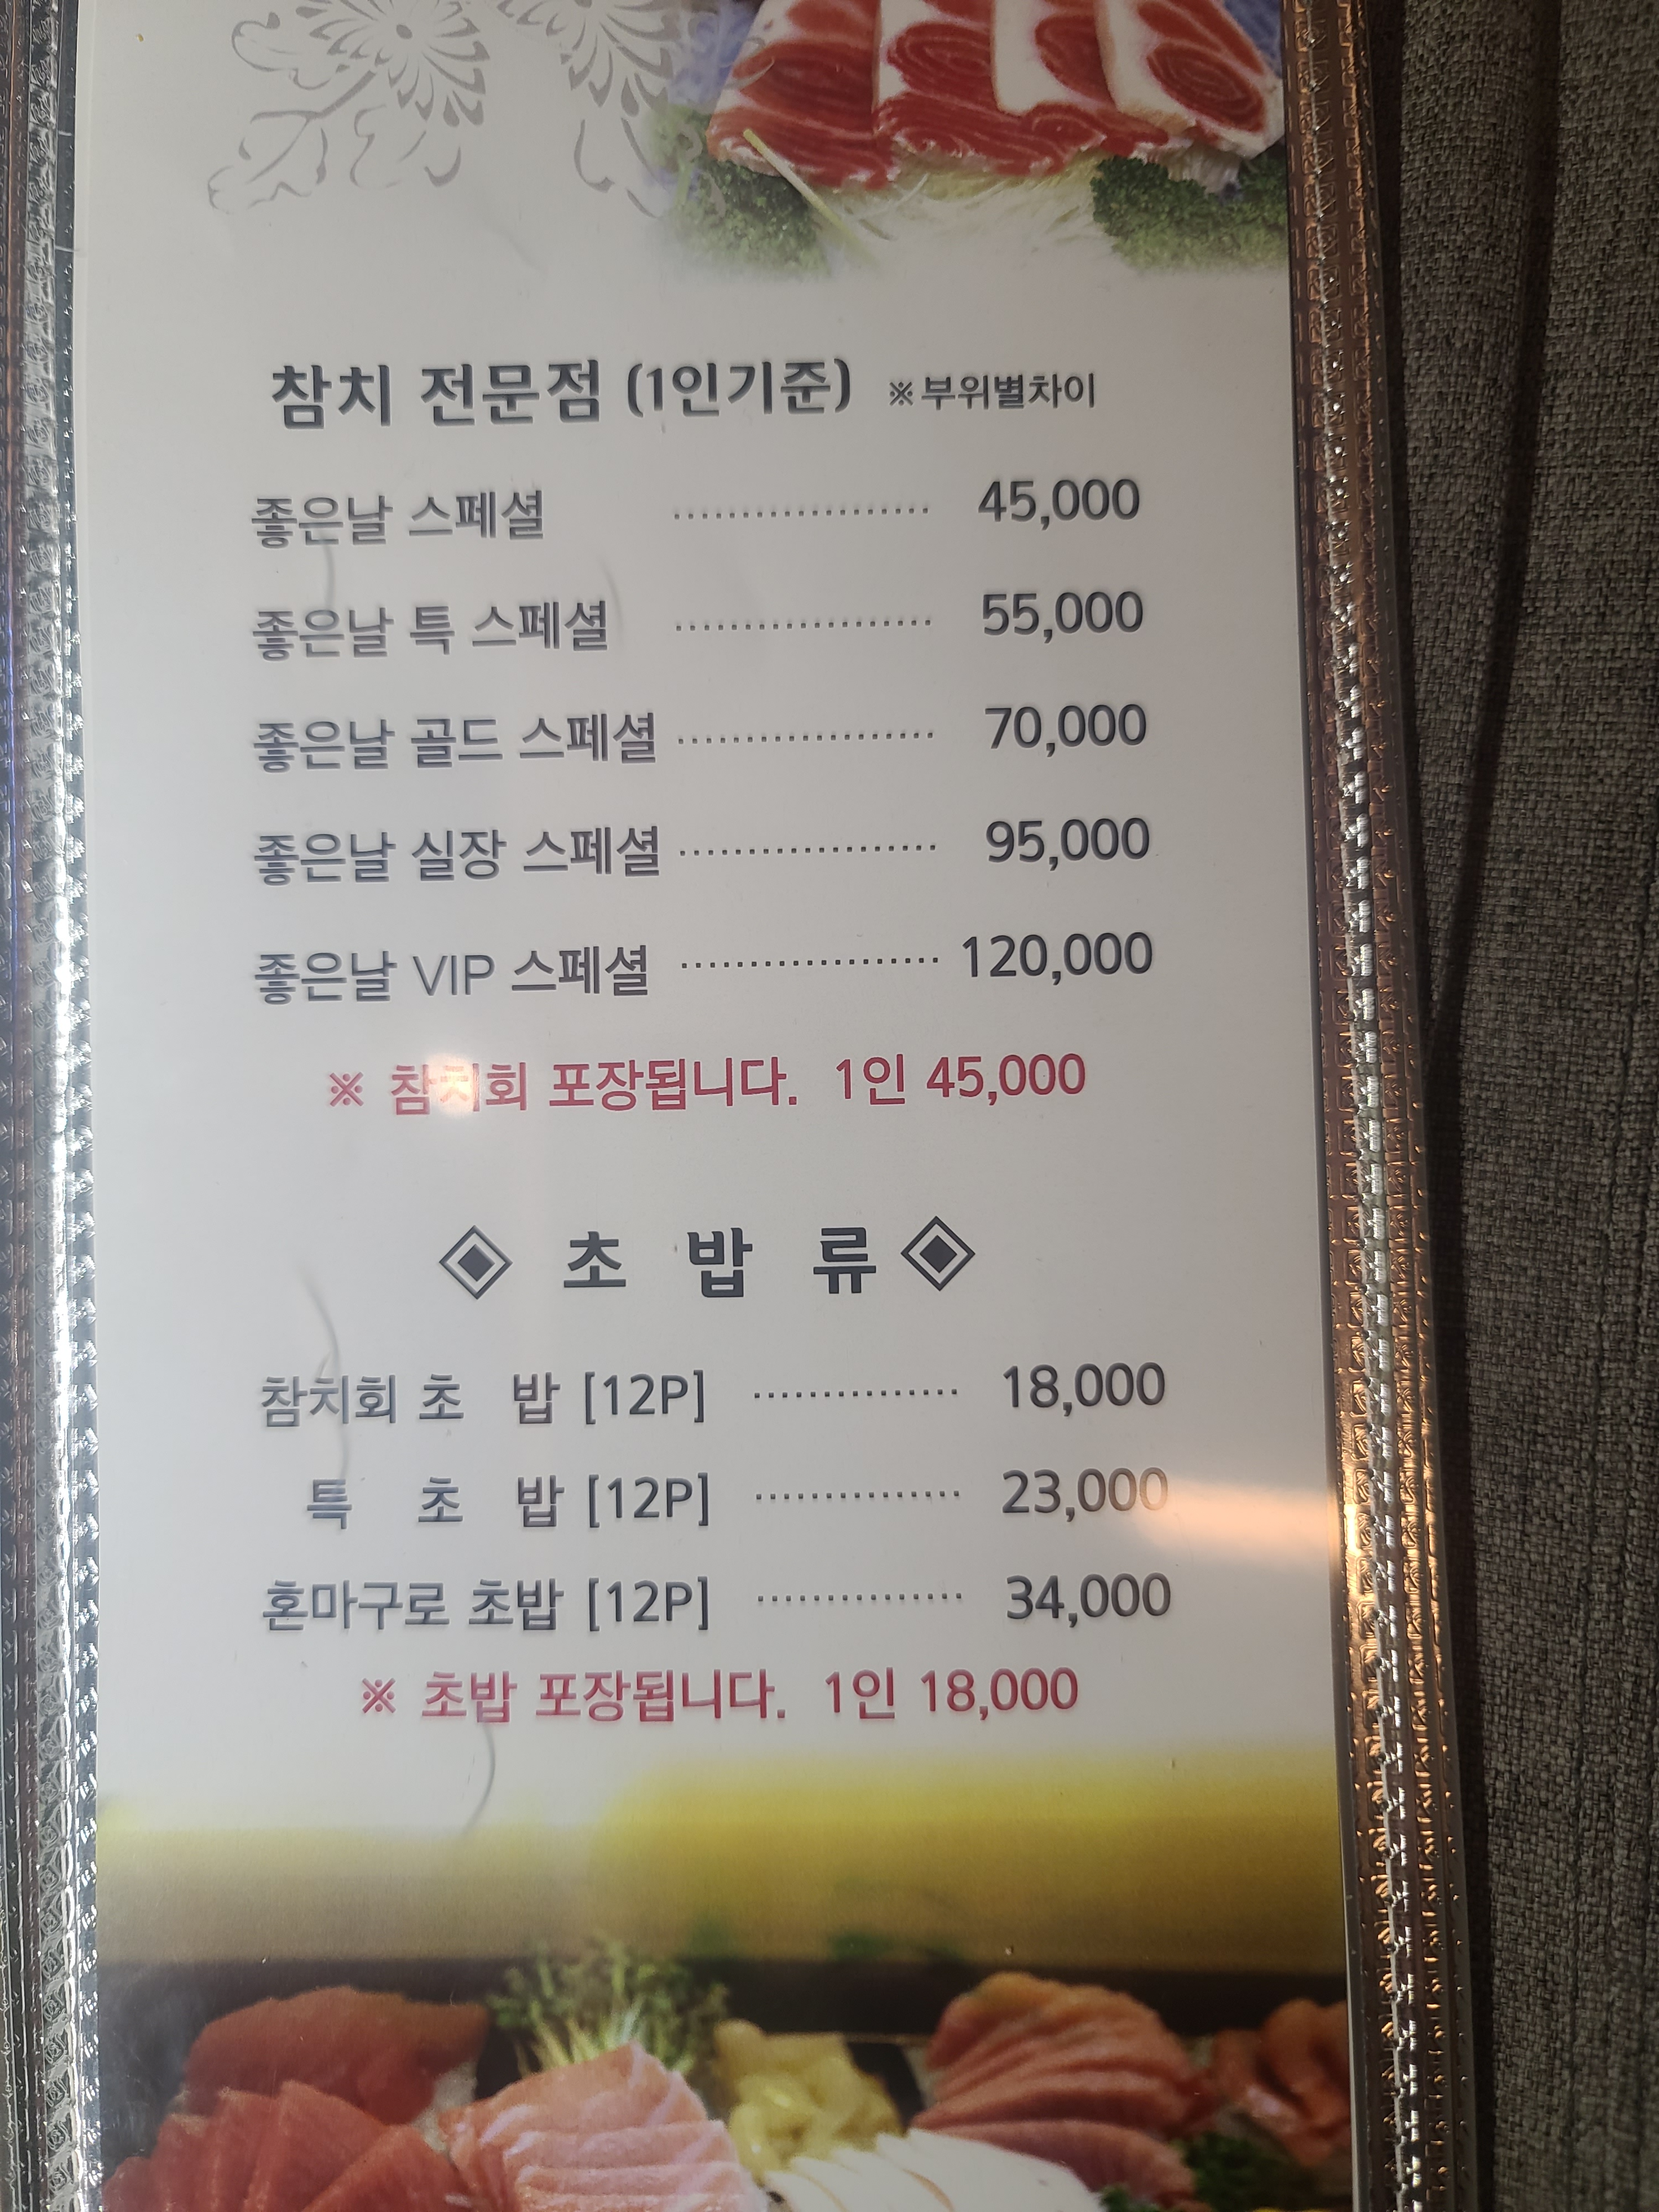 참치 전문점 (1인기준) ※부위별차이
좋은날 스페셜 ··················· 45,000
좋은날 특 스페셜 ··················· 55,000
좋은날 골드 스페셜 ··················· 70,000
좋은날 실장 스페셜 ··················· 95,000
좋은날 VIP 스페셜 ··················· 120,000
※ 참치회 포장됩니다. 1인 45,000
◈ 초 밥 류 ◈
참치회 초 밥 [12P] ··············· 18,000
특 초 밥 [12P] ··············· 23,000
혼마구로 초밥 [12P] ··············· 34,000
※ 초밥 포장됩니다. 1인 18,000